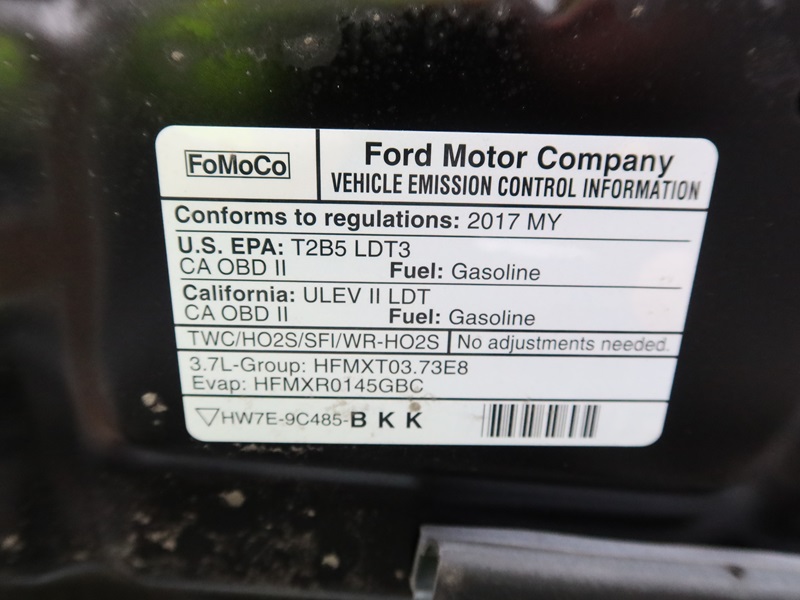 FoMoCo
Ford Motor Company
VEHICLE EMISSION CONTROL INFORMATION
Conforms to regulations: 2017 MY
U.S. EPA: T2B5 LDT3
CA OBD II Fuel: Gasoline
California: ULEV II LDT
CA OBD II Fuel: Gasoline
TWC/HO2S/SFI/WR-HO2S No adjustments needed.
3.7L-Group: HFMXT03.73E8
Evap: HFMXR0145GBC
HW7E-9C485-B K K